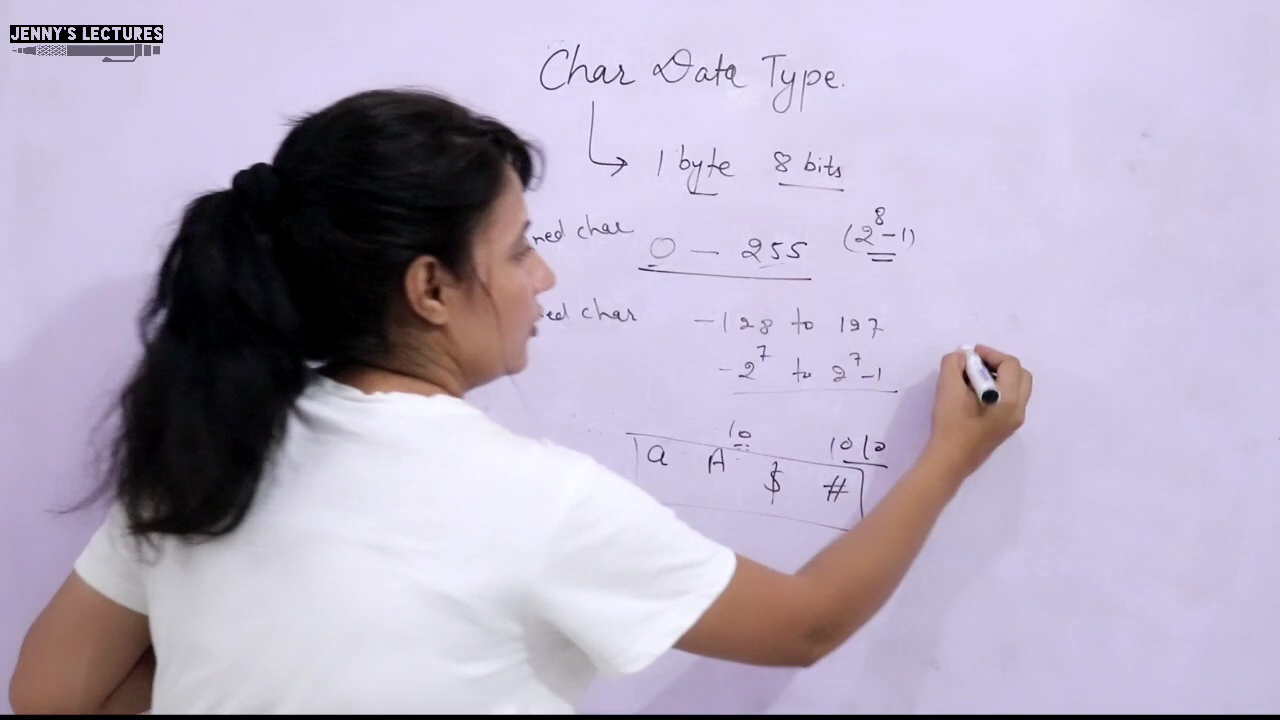 JENNY'S LECTURES
Char Data Type.
1 byte 8 bits
ned char 0 — 255 (2^8-1)
ed char -128 to 127
-2^7 to 2^7-1
10 1010
a A $ #